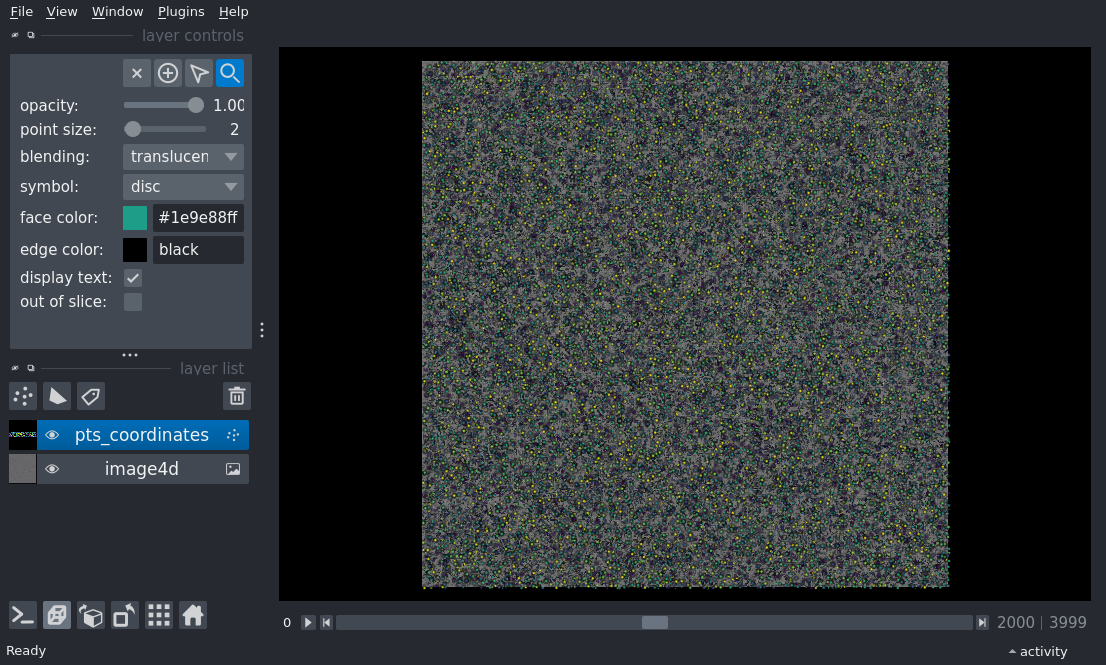 File View Window Plugins Help
layer controls
opacity: 1.00
point size: 2
blending: translucen
symbol: disc
face color: #1e9e88ff
edge color: black
display text:
out of slice:
layer list
pts_coordinates
image4d
0 2000 | 3999
Ready activity